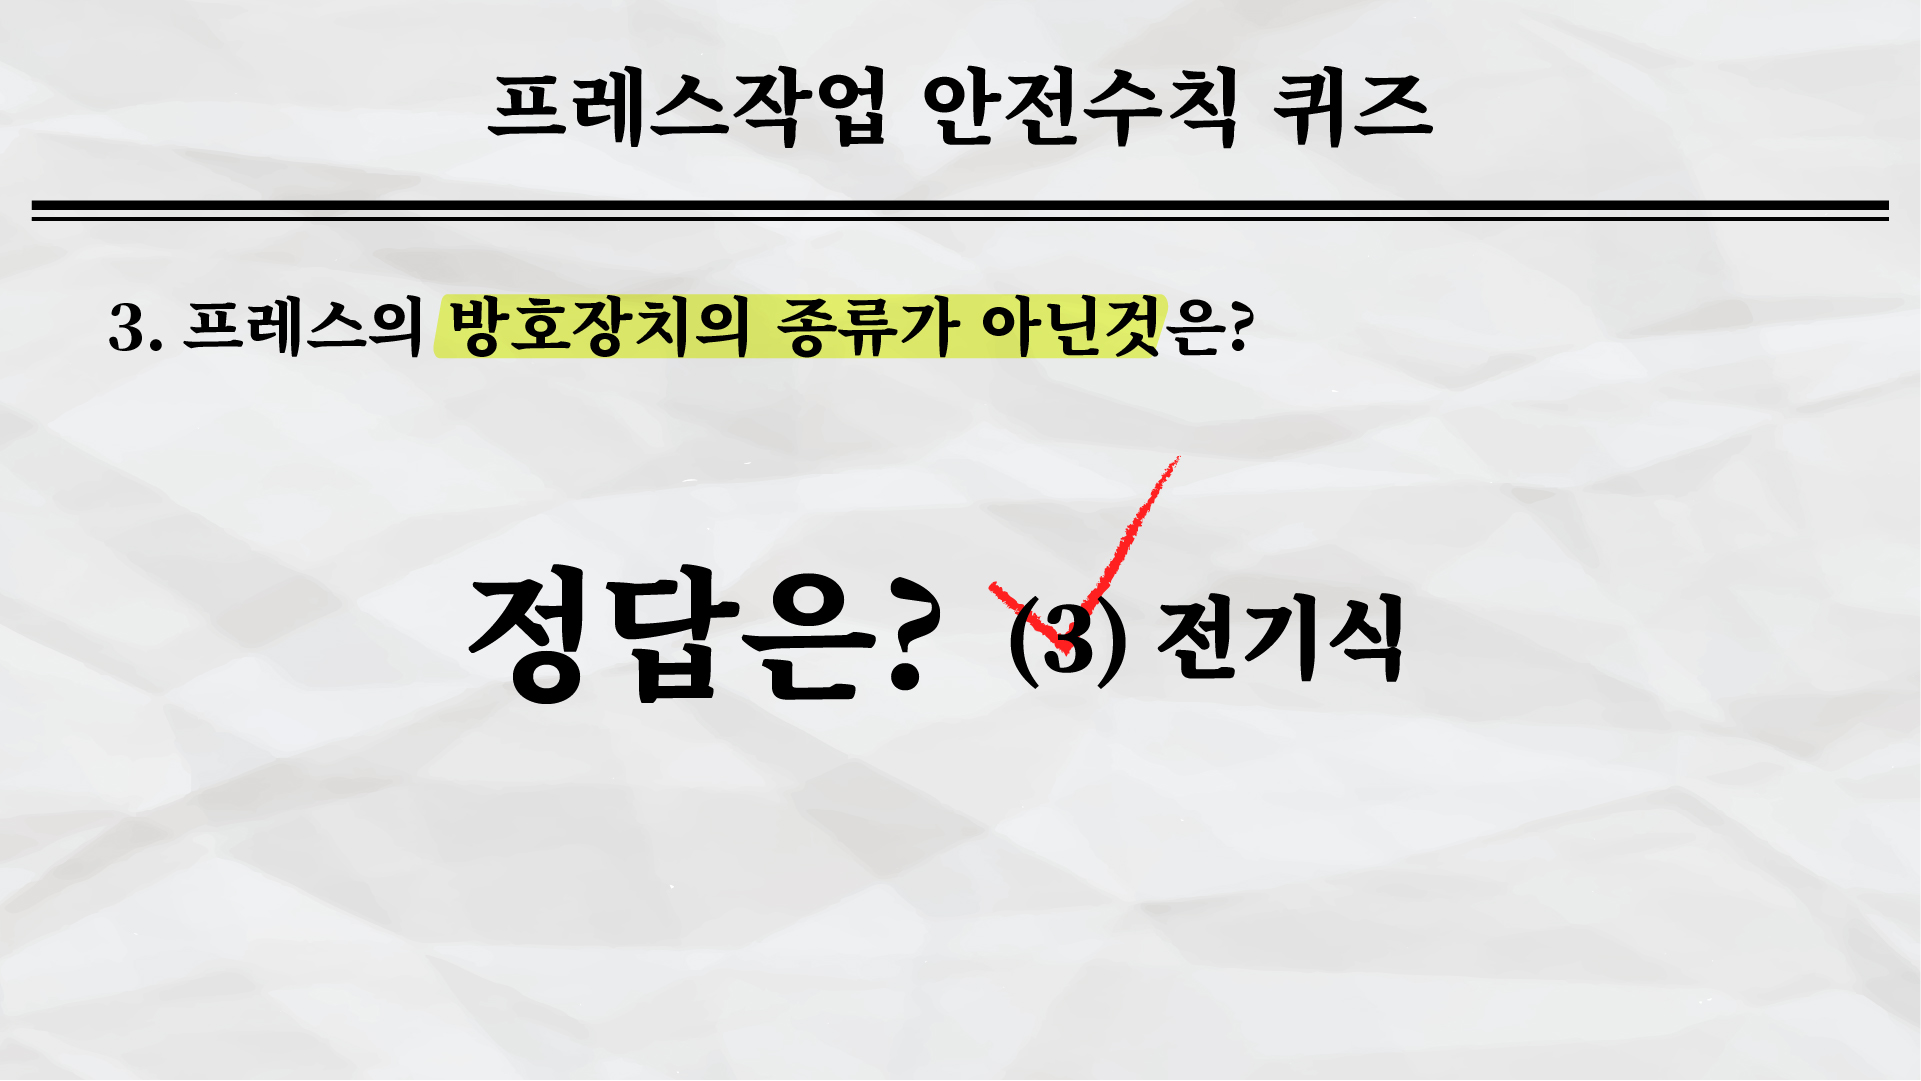 프레스작업 안전수칙 퀴즈
3. 프레스의 방호장치의 종류가 아닌것은?
정답은? (3) 전기식